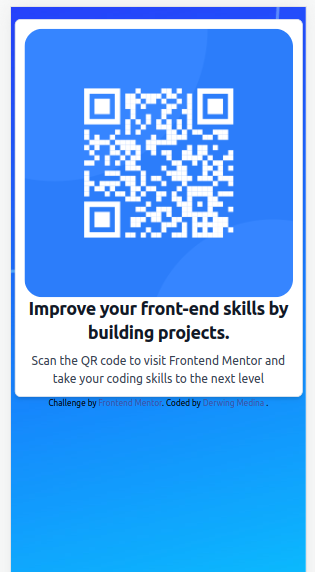 Improve your front-end skills by
building projects.
Scan the QR code to visit Frontend Mentor and
take your coding skills to the next level
Challenge by Frontend Mentor. Coded by Derwing Medina .